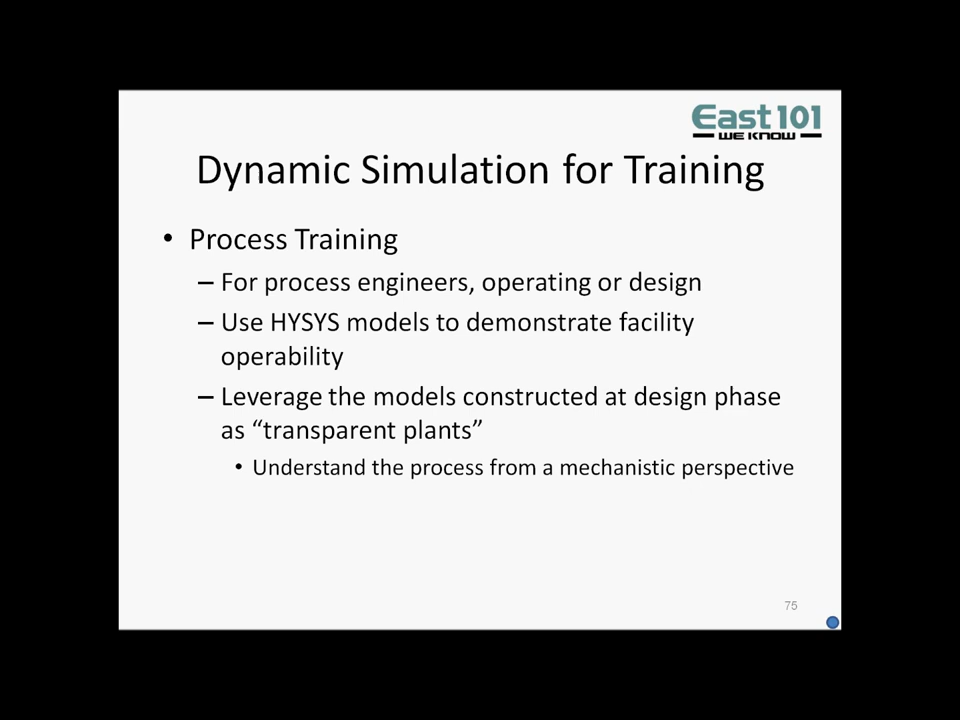 East 101
WE KNOW
Dynamic Simulation for Training
• Process Training
– For process engineers, operating or design
– Use HYSYS models to demonstrate facility
operability
– Leverage the models constructed at design phase
as “transparent plants”
• Understand the process from a mechanistic perspective
75